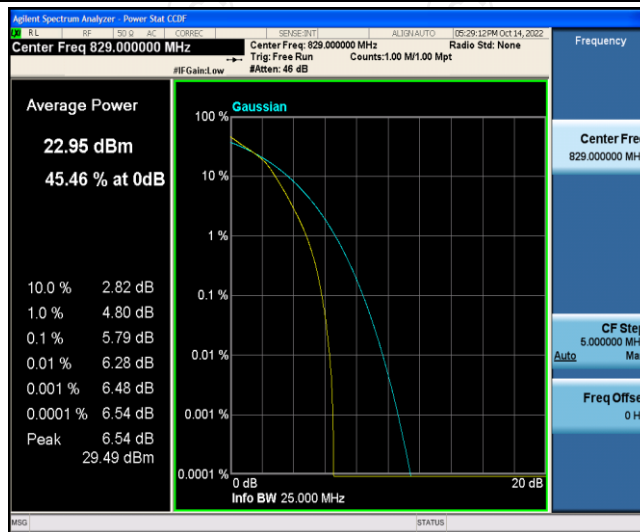 Agilent Spectrum Analyzer - Power Stat CCDF
RL RF 50 Ω AC CORREC SENSE:INT ALIGNAUTO 05:29:12PM Oct 14, 2022
Center Freq 829.000000 MHz
Center Freq: 829.000000 MHz Radio Std: None
Trig: Free Run Counts:1.00 M/1.00 Mpt
#IFGain:Low #Atten: 46 dB
Frequency
Average Power
22.95 dBm
45.46 % at 0dB
10.0 % 2.82 dB
1.0 % 4.80 dB
0.1 % 5.79 dB
0.01 % 6.28 dB
0.001 % 6.48 dB
0.0001 % 6.54 dB
Peak 6.54 dB
29.49 dBm
Gaussian
100 %
10 %
1 %
0.1 %
0.01 %
0.001 %
0.0001 %
0 dB 20 dB
Info BW 25.000 MHz
Center Fre
829.000000 MH
CF Step
5.000000 MH
Auto Ma
Freq Offse
0 H
MSG STATUS